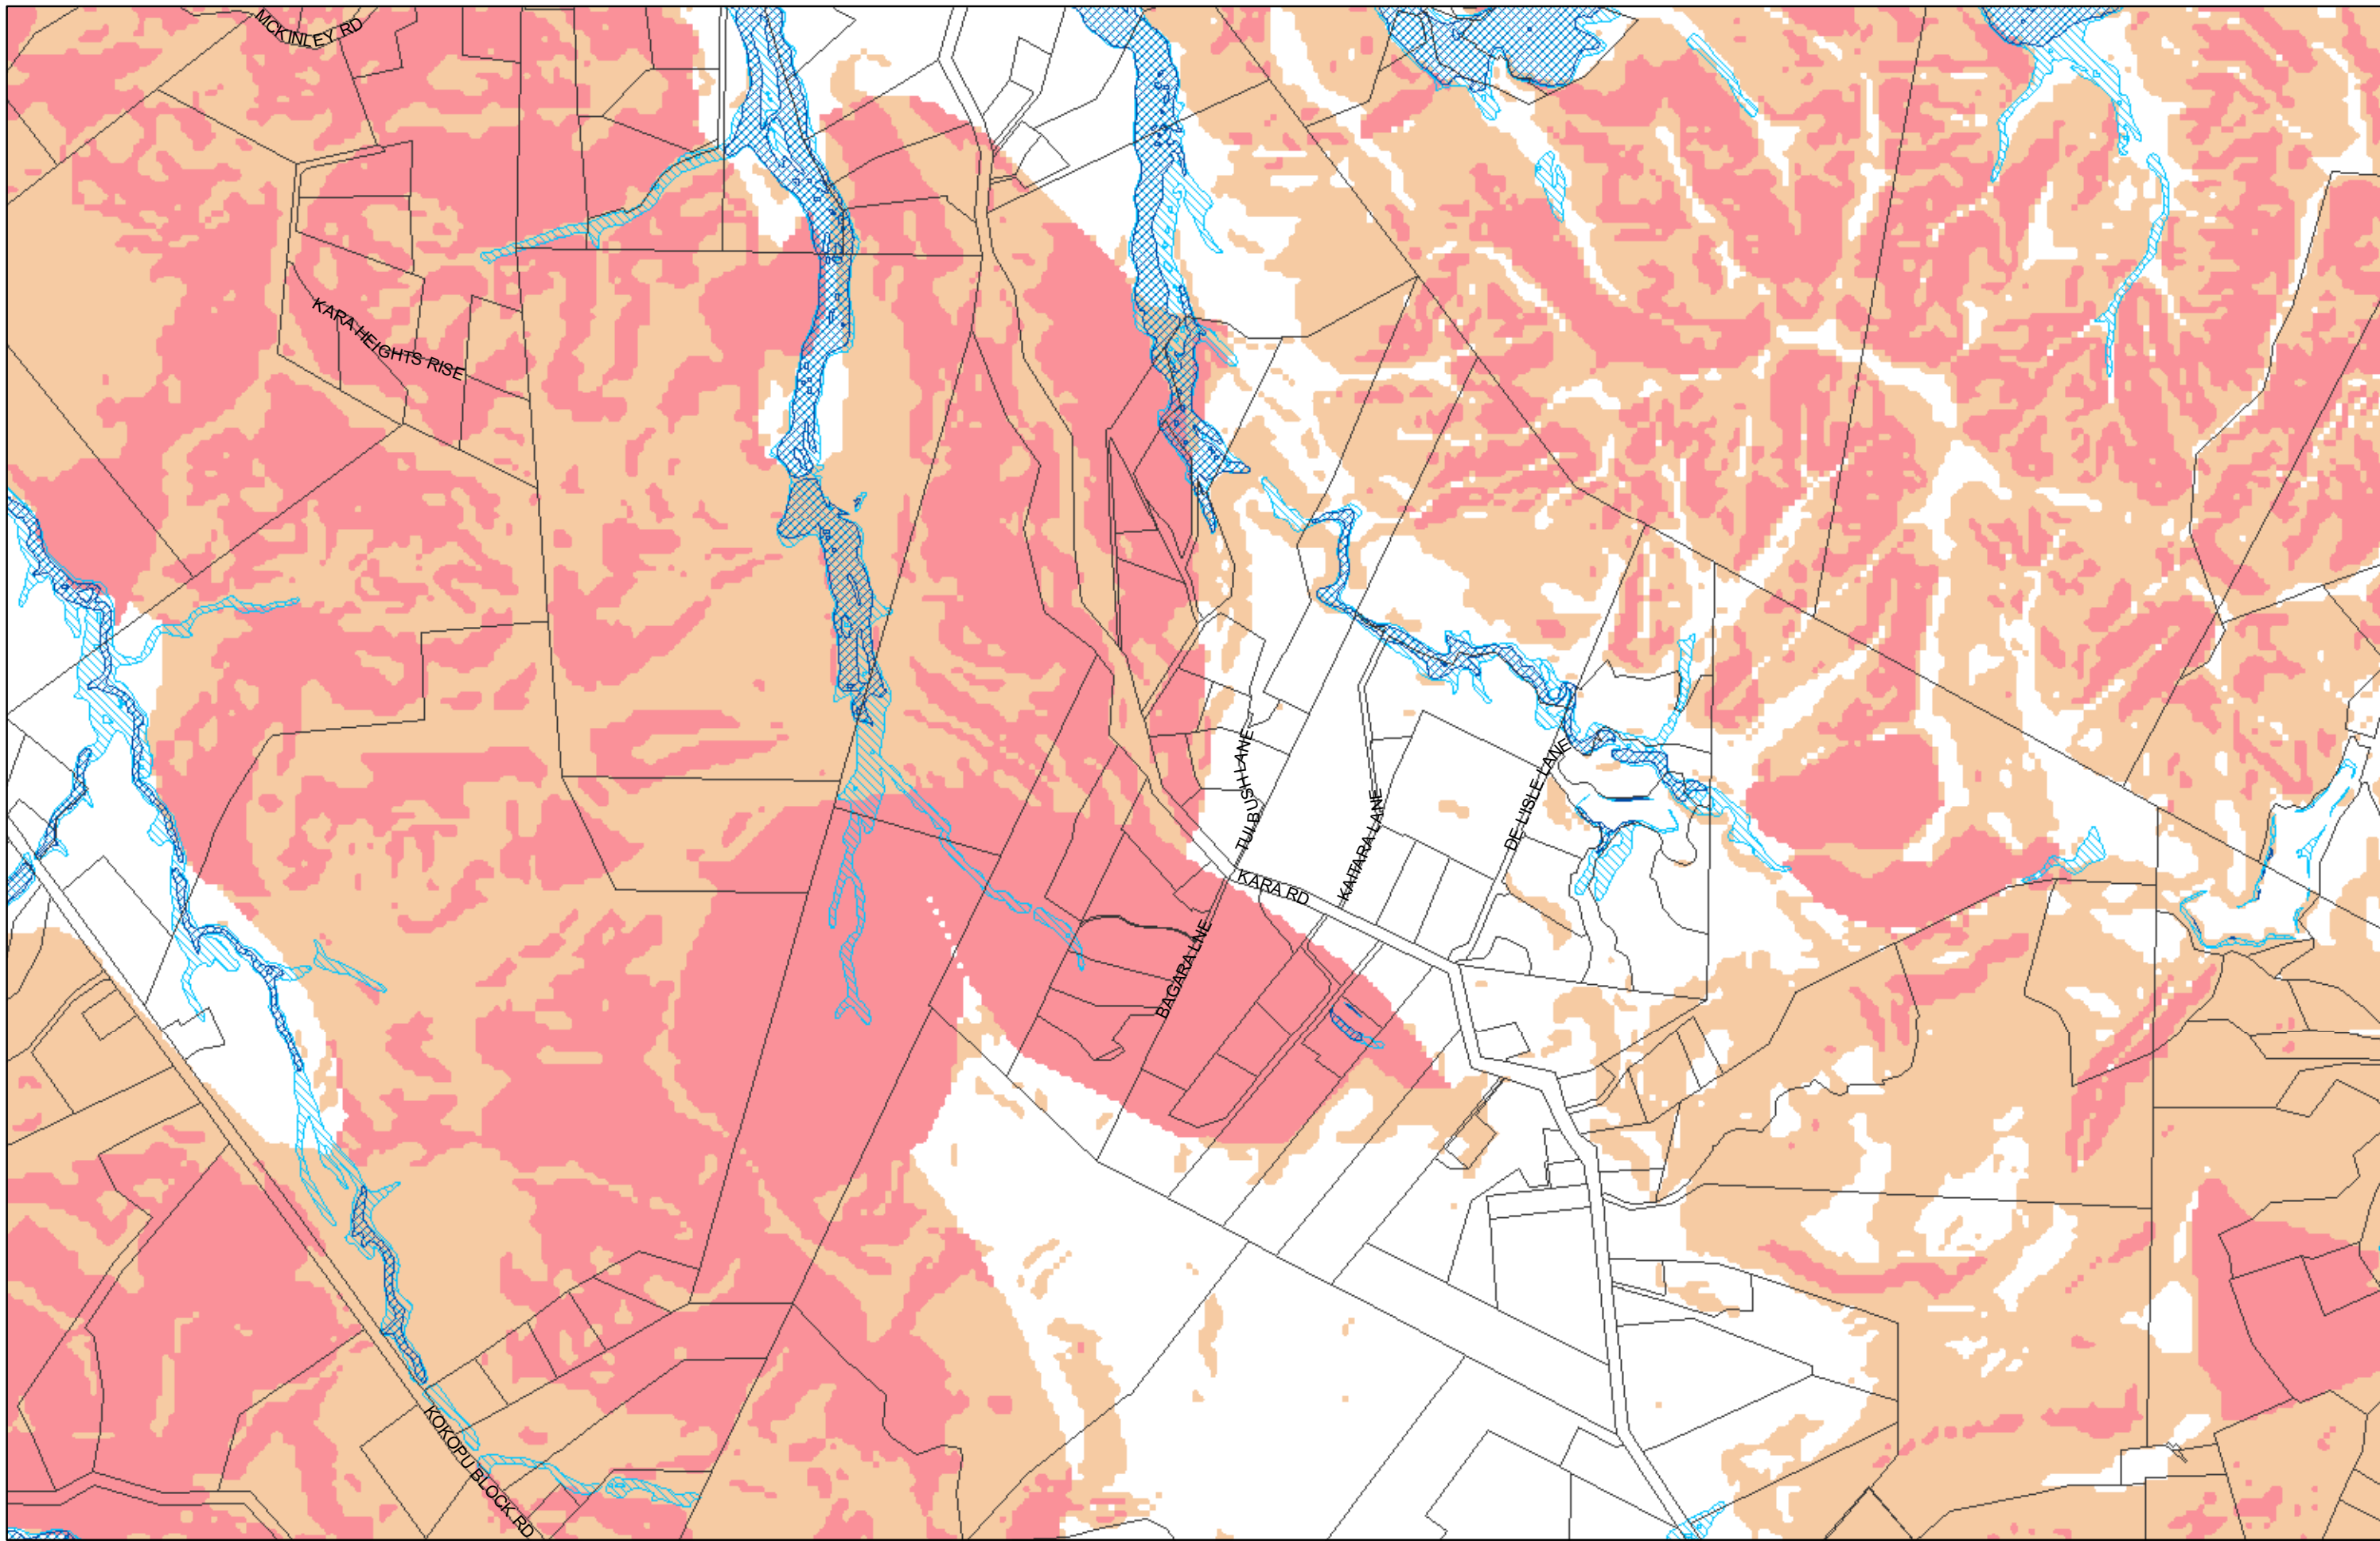 MCKINLEY RD
KARA HEIGHTS RISE
TUI BUSH LANE
KAITARA LANE
DE LISLE LANE
KARA RD
BAGARA LNE
KOKOPU BLOCK RD